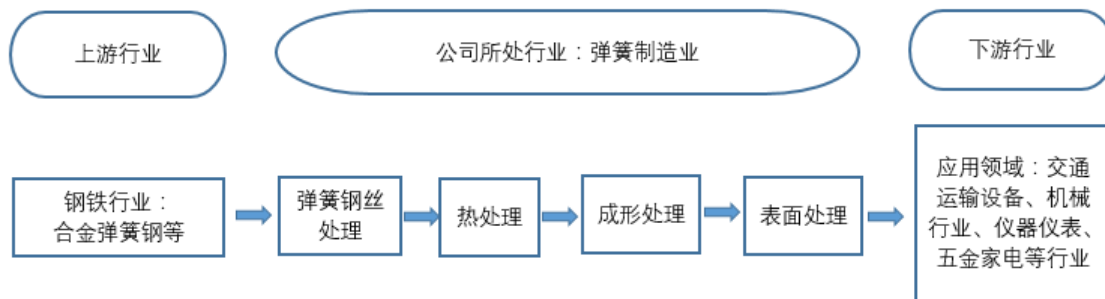 上游行业
公司所处行业：弹簧制造业
下游行业
钢铁行业：
合金弹簧钢等
弹簧钢丝
处理
热处理
成形处理
表面处理
应用领域：交通
运输设备、机械
行业、仪器仪表、
五金家电等行业